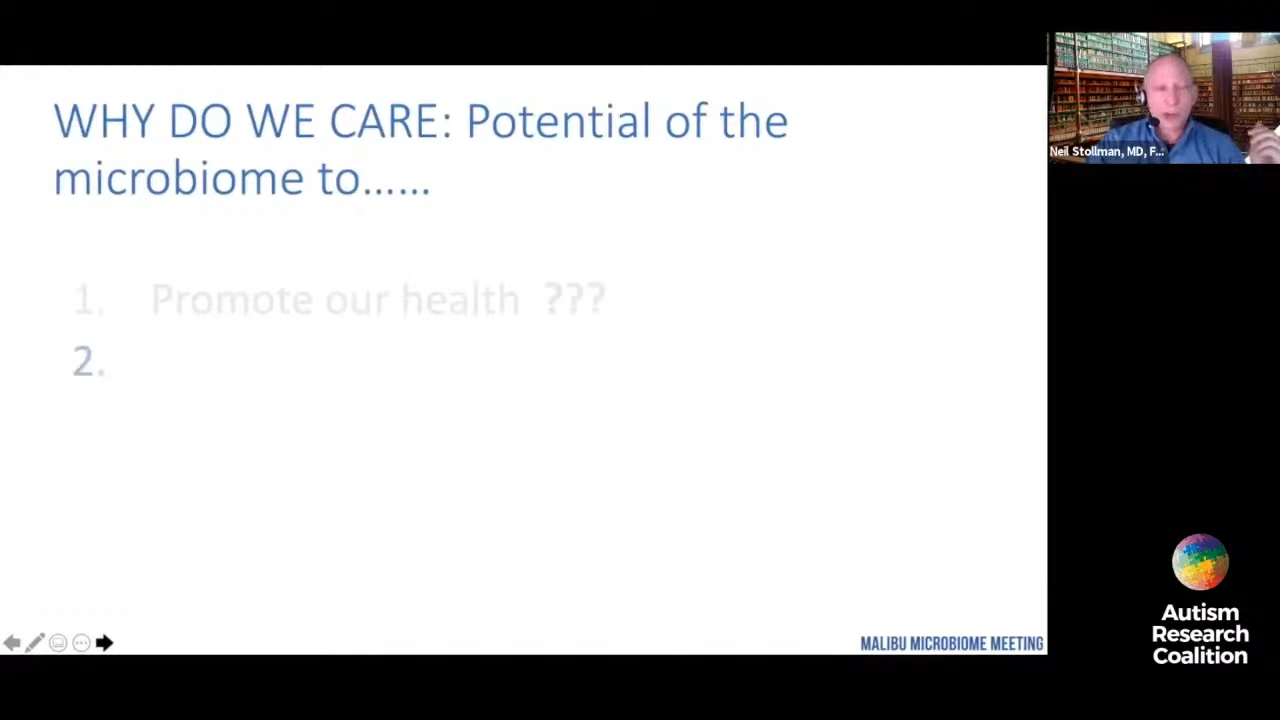 WHY DO WE CARE: Potential of the
microbiome to......
1. Promote our health ???
2.
MALIBU MICROBIOME MEETING
Neil Stollman, MD, F...
Autism
Research
Coalition